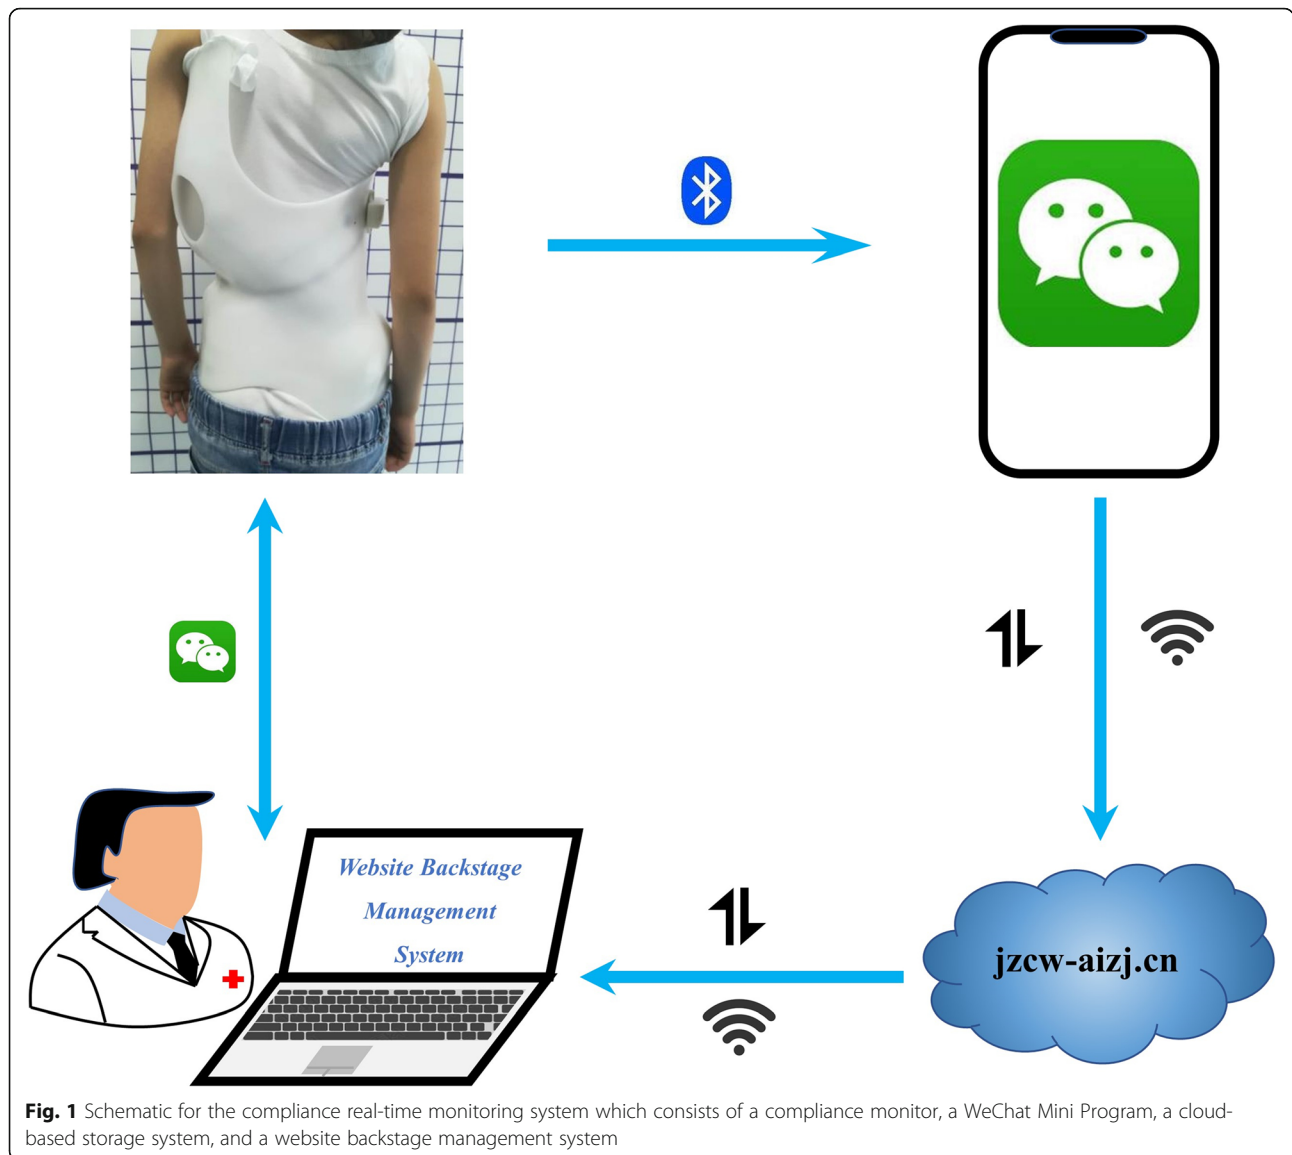 Website Backstage
Management
System
jzcw-aizj.cn
Fig. 1 Schematic for the compliance real-time monitoring system which consists of a compliance monitor, a WeChat Mini Program, a cloud-
based storage system, and a website backstage management system